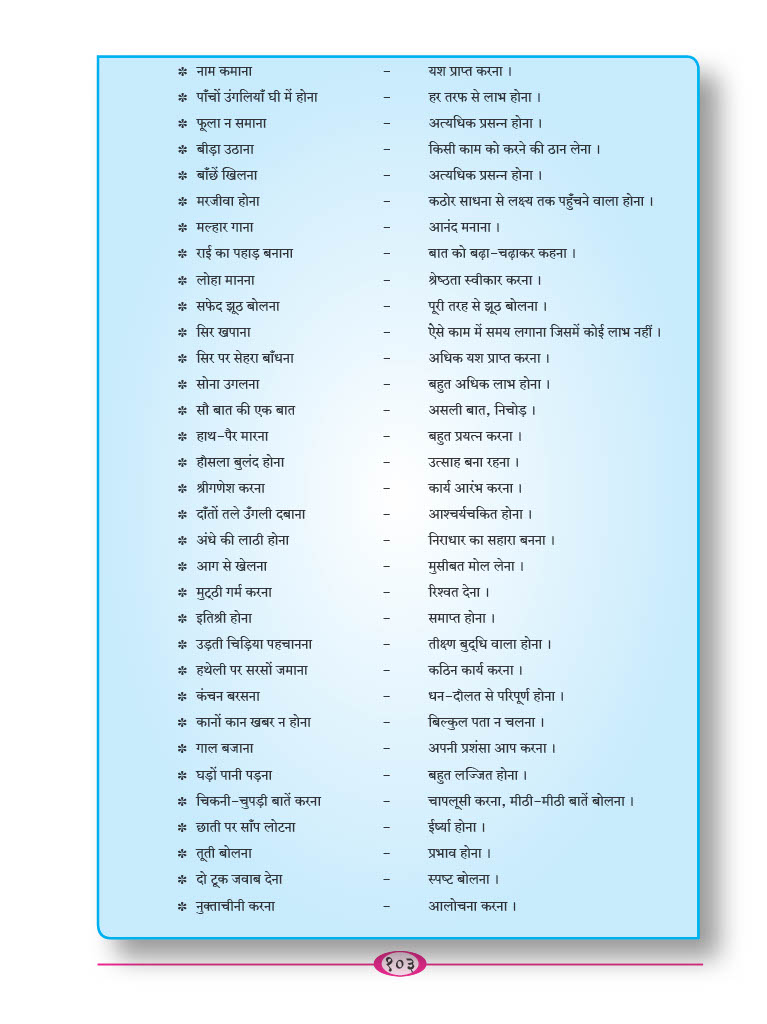 ✽ नाम कमाना – यश प्राप्त करना ।
✽ पाँचों उंगलियाँ घी में होना – हर तरफ से लाभ होना ।
✽ फूला न समाना – अत्यधिक प्रसन्न होना ।
✽ बीड़ा उठाना – किसी काम को करने की ठान लेना ।
✽ बाँछें खिलना – अत्यधिक प्रसन्न होना ।
✽ मरजीवा होना – कठोर साधना से लक्ष्य तक पहुँचने वाला होना ।
✽ मल्हार गाना – आनंद मनाना ।
✽ राई का पहाड़ बनाना – बात को बढ़ा-चढ़ाकर कहना ।
✽ लोहा मानना – श्रेष्ठता स्वीकार करना ।
✽ सफेद झूठ बोलना – पूरी तरह से झूठ बोलना ।
✽ सिर खपाना – ऐसे काम में समय लगाना जिसमें कोई लाभ नहीं ।
✽ सिर पर सेहरा बाँधना – अधिक यश प्राप्त करना ।
✽ सोना उगलना – बहुत अधिक लाभ होना ।
✽ सौ बात की एक बात – असली बात, निचोड़ ।
✽ हाथ-पैर मारना – बहुत प्रयत्न करना ।
✽ हौसला बुलंद होना – उत्साह बना रहना ।
✽ श्रीगणेश करना – कार्य आरंभ करना ।
✽ दाँतों तले उँगली दबाना – आश्चर्यचकित होना ।
✽ अंधे की लाठी होना – निराधार का सहारा बनना ।
✽ आग से खेलना – मुसीबत मोल लेना ।
✽ मुट्ठी गर्म करना – रिश्वत देना ।
✽ इतिश्री होना – समाप्त होना ।
✽ उड़ती चिड़िया पहचानना – तीक्ष्ण बुद्धि वाला होना ।
✽ हथेली पर सरसों जमाना – कठिन कार्य करना ।
✽ कंचन बरसना – धन-दौलत से परिपूर्ण होना ।
✽ कानों कान खबर न होना – बिल्कुल पता न चलना ।
✽ गाल बजाना – अपनी प्रशंसा आप करना ।
✽ घड़ों पानी पड़ना – बहुत लज्जित होना ।
✽ चिकनी-चुपड़ी बातें करना – चापलूसी करना, मीठी-मीठी बातें बोलना ।
✽ छाती पर साँप लोटना – ईर्ष्या होना ।
✽ तूती बोलना – प्रभाव होना ।
✽ दो टूक जवाब देना – स्पष्ट बोलना ।
✽ नुक्ताचीनी करना – आलोचना करना ।
१०३